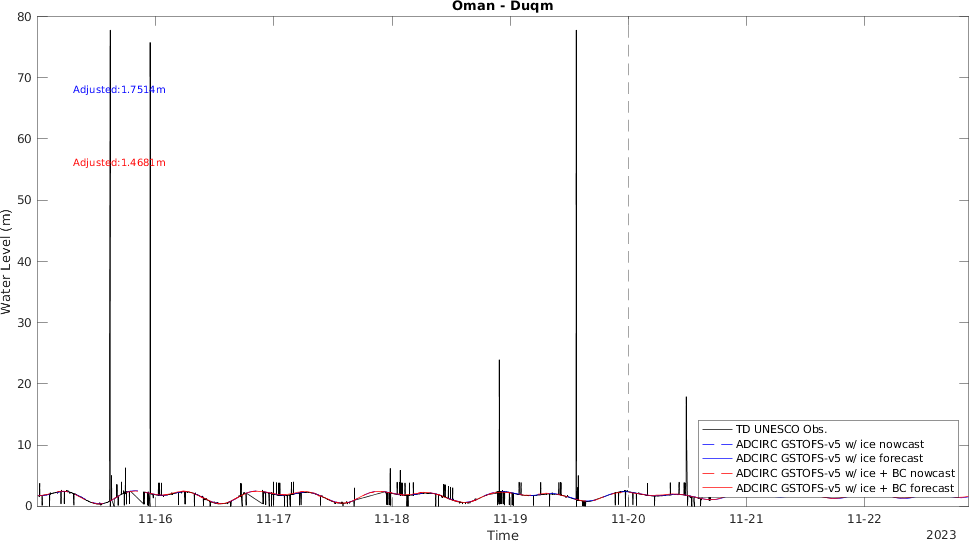 Oman - Duqm
80
70
60
50
40
30
20
10
0
Water Level (m)
Adjusted:1.7514m
Adjusted:1.4681m
TD UNESCO Obs.
ADCIRC GSTOFS-v5 w/ ice nowcast
ADCIRC GSTOFS-v5 w/ ice forecast
ADCIRC GSTOFS-v5 w/ ice + BC nowcast
ADCIRC GSTOFS-v5 w/ ice + BC forecast
11-16 11-17 11-18 11-19 11-20 11-21 11-22
Time
2023